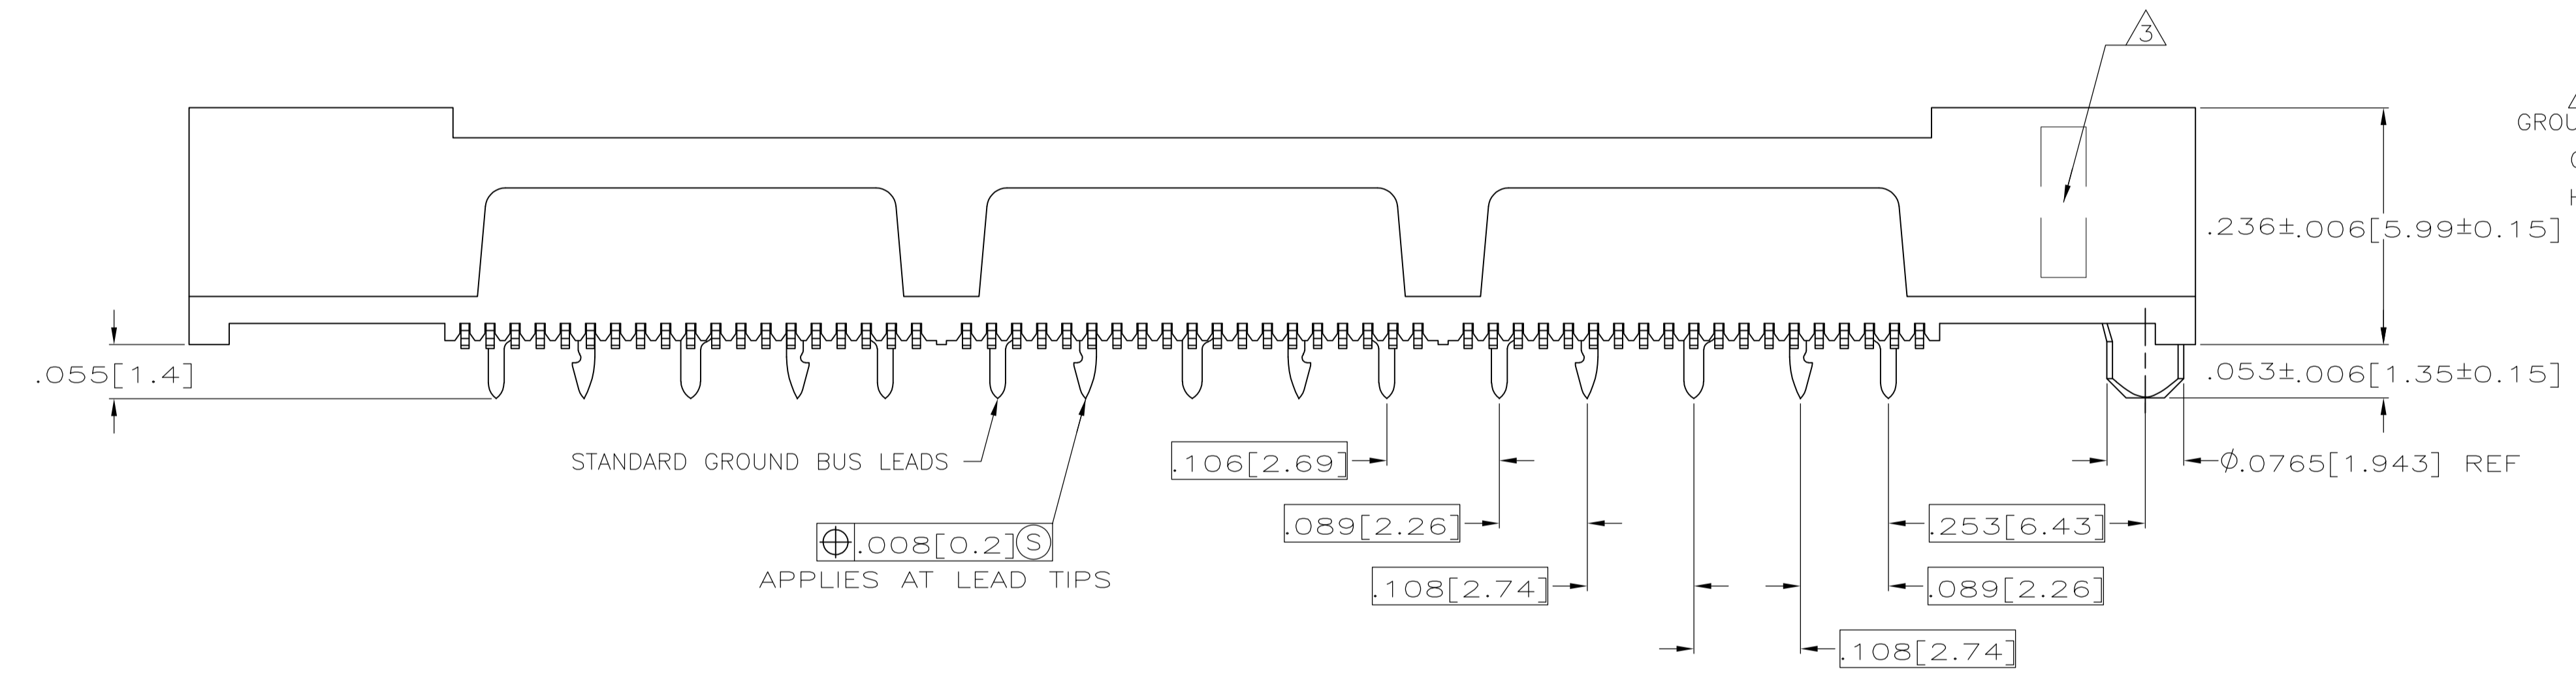 3
GROU
.236±.006[5.99±0.15]
.055[1.4]
.053±.006[1.35±0.15]
STANDARD GROUND BUS LEADS
.106[2.69]
⌀.0765[1.943] REF
.089[2.26]
.253[6.43]
⌖.008[0.2]Ⓢ
APPLIES AT LEAD TIPS
.108[2.74]
.089[2.26]
.108[2.74]